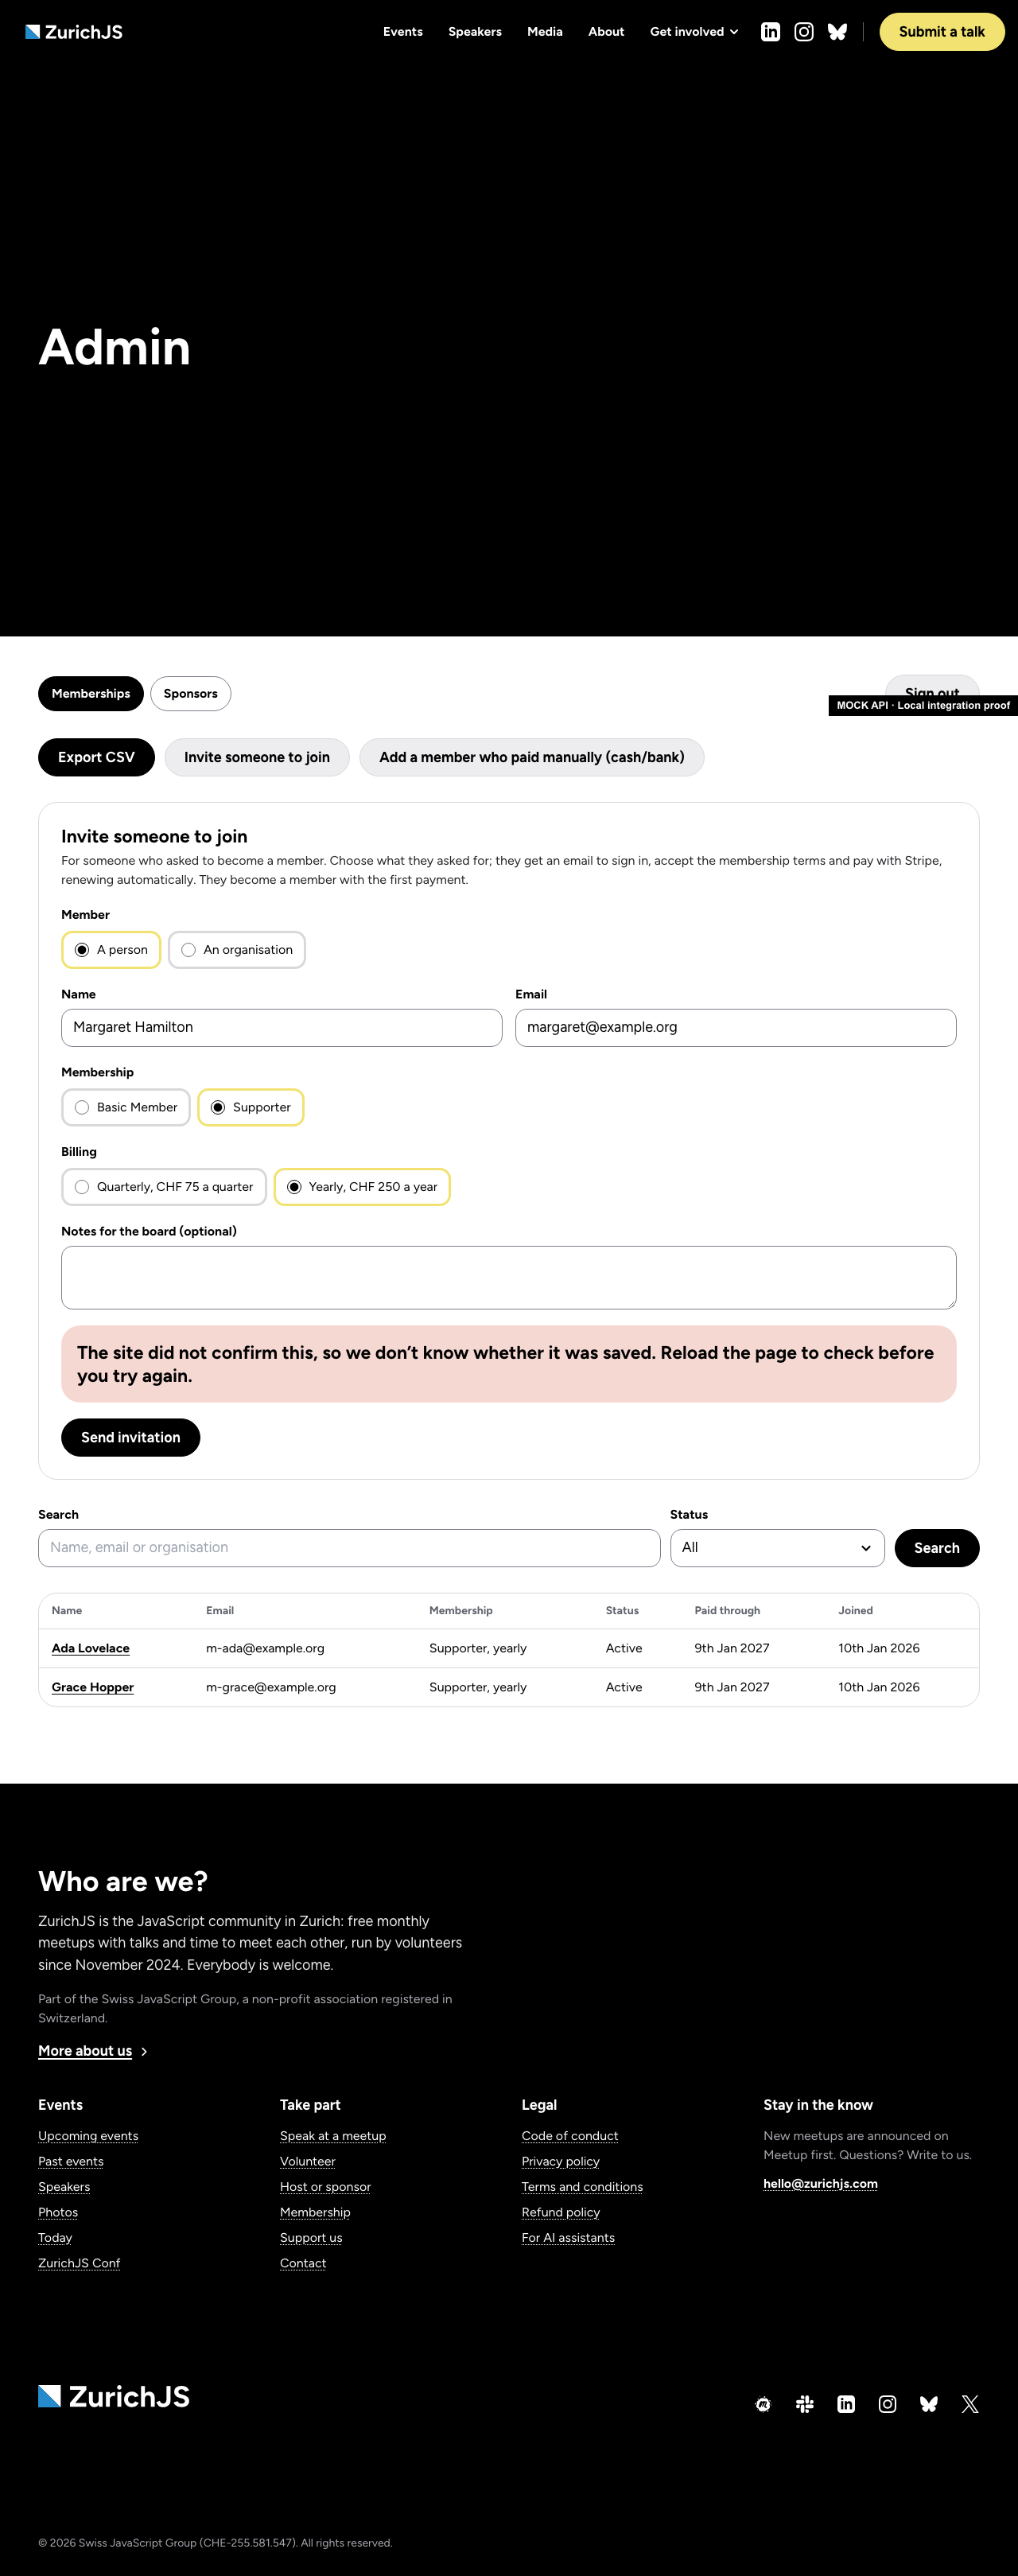 ZurichJS
Events
Speakers
Media
About
Get involved
Submit a talk
Admin
Memberships
Sponsors
Sign out
MOCK API · Local integration proof
Export CSV
Invite someone to join
Add a member who paid manually (cash/bank)
Invite someone to join
For someone who asked to become a member. Choose what they asked for; they get an email to sign in, accept the membership terms and pay with Stripe,
renewing automatically. They become a member with the first payment.
Member
A person
An organisation
Name
Email
Margaret Hamilton
margaret@example.org
Membership
Basic Member
Supporter
Billing
Quarterly, CHF 75 a quarter
Yearly, CHF 250 a year
Notes for the board (optional)
The site did not confirm this, so we don’t know whether it was saved. Reload the page to check before
you try again.
Send invitation
Search
Status
Name, email or organisation
All
Search
Name Email Membership Status Paid through Joined
Ada Lovelace m-ada@example.org Supporter, yearly Active 9th Jan 2027 10th Jan 2026
Grace Hopper m-grace@example.org Supporter, yearly Active 9th Jan 2027 10th Jan 2026
Who are we?
ZurichJS is the JavaScript community in Zurich: free monthly
meetups with talks and time to meet each other, run by volunteers
since November 2024. Everybody is welcome.
Part of the Swiss JavaScript Group, a non-profit association registered in
Switzerland.
More about us
Events
Upcoming events
Past events
Speakers
Photos
Today
ZurichJS Conf
Take part
Speak at a meetup
Volunteer
Host or sponsor
Membership
Support us
Contact
Legal
Code of conduct
Privacy policy
Terms and conditions
Refund policy
For AI assistants
Stay in the know
New meetups are announced on
Meetup first. Questions? Write to us.
hello@zurichjs.com
ZurichJS
© 2026 Swiss JavaScript Group (CHE-255.581.547). All rights reserved.